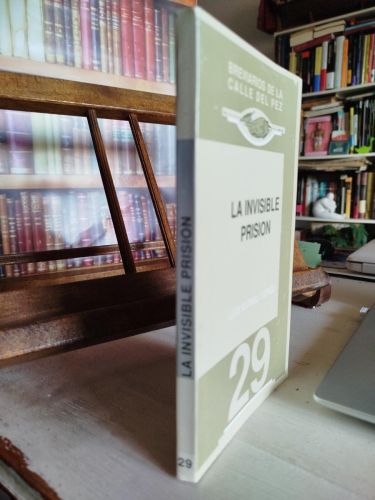 BREVIARIOS DE LA
CALLE DEL PEZ
LA INVISIBLE
PRISION
29
LA INVISIBLE PRISION
29